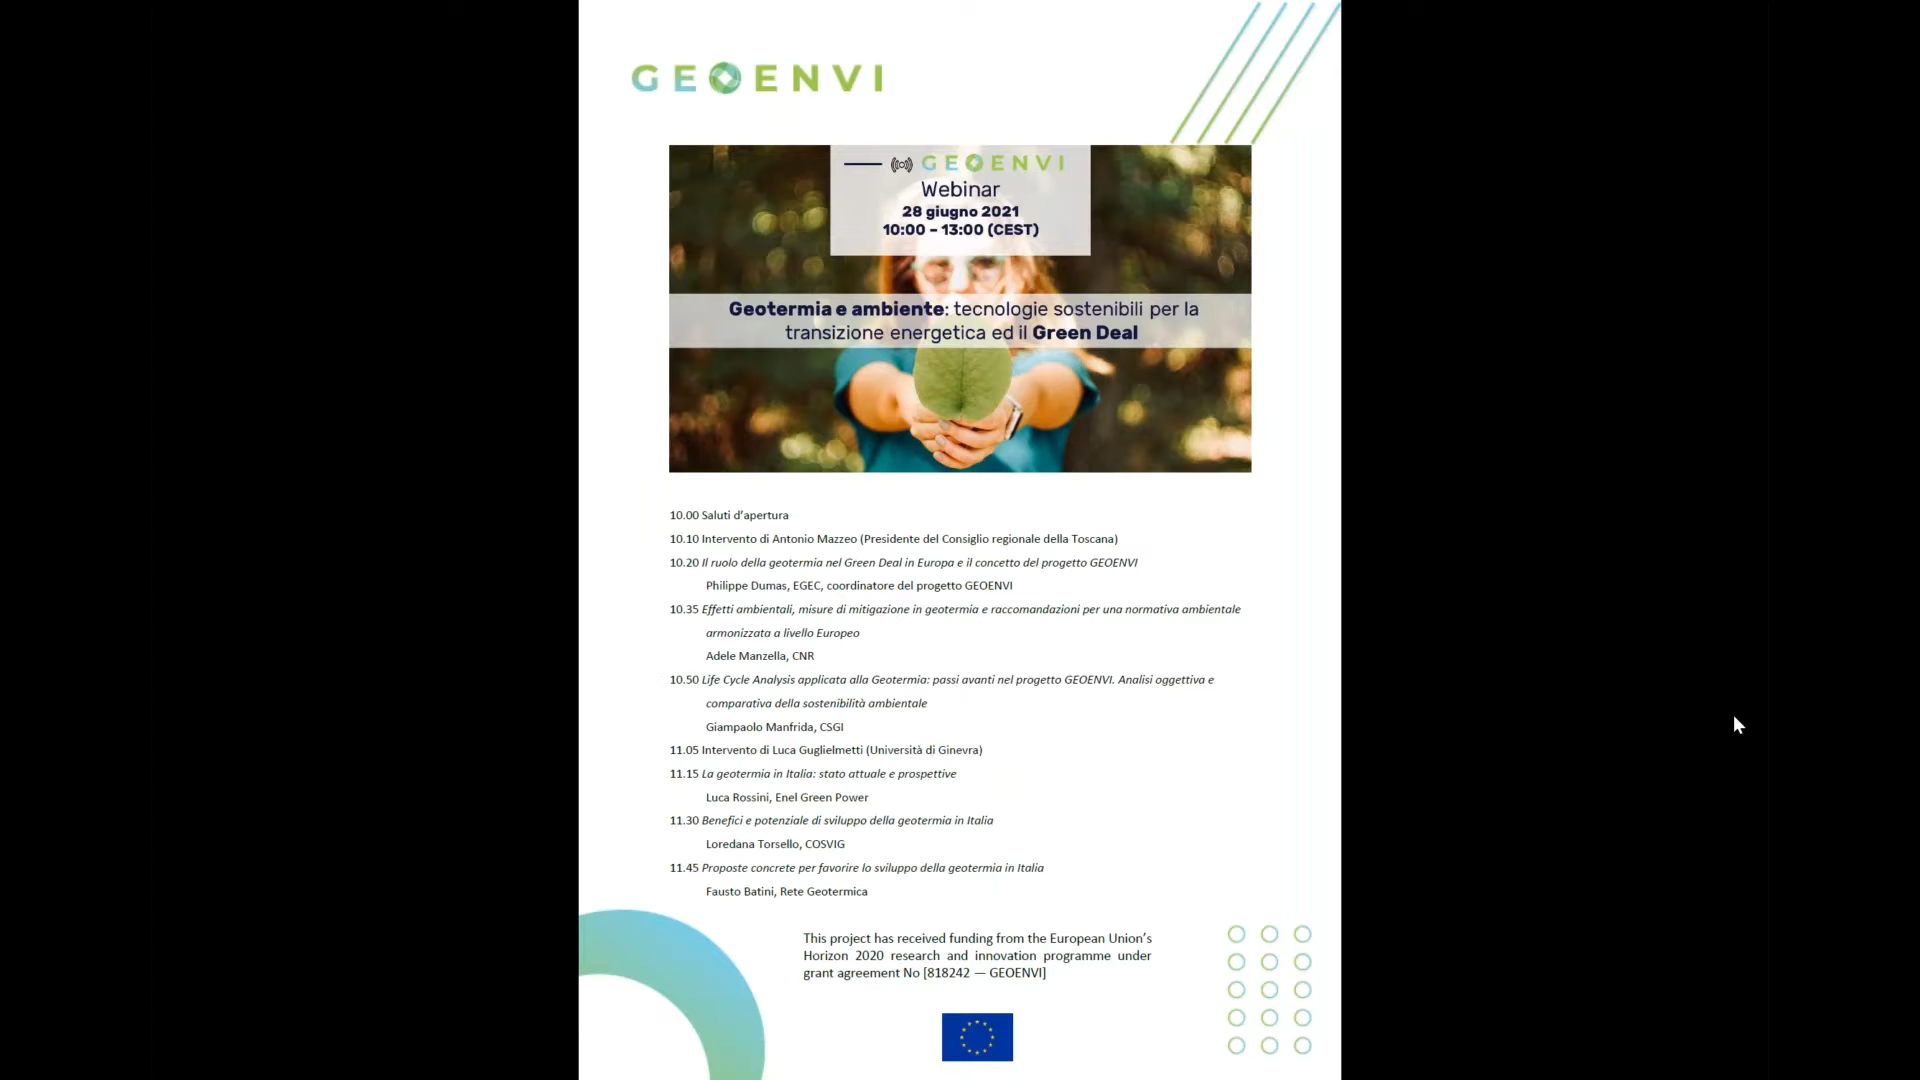 GEOENVI
GEOENVI
Webinar
28 giugno 2021
10:00 – 13:00 (CEST)
Geotermia e ambiente: tecnologie sostenibili per la
transizione energetica ed il Green Deal
10.00 Saluti d’apertura
10.10 Intervento di Antonio Mazzeo (Presidente del Consiglio regionale della Toscana)
10.20 Il ruolo della geotermia nel Green Deal in Europa e il concetto del progetto GEOENVI
Philippe Dumas, EGEC, coordinatore del progetto GEOENVI
10.35 Effetti ambientali, misure di mitigazione in geotermia e raccomandazioni per una normativa ambientale
armonizzata a livello Europeo
Adele Manzella, CNR
10.50 Life Cycle Analysis applicata alla Geotermia: passi avanti nel progetto GEOENVI. Analisi oggettiva e
comparativa della sostenibilità ambientale
Giampaolo Manfrida, CSGI
11.05 Intervento di Luca Guglielmetti (Università di Ginevra)
11.15 La geotermia in Italia: stato attuale e prospettive
Luca Rossini, Enel Green Power
11.30 Benefici e potenziale di sviluppo della geotermia in Italia
Loredana Torsello, COSVIG
11.45 Proposte concrete per favorire lo sviluppo della geotermia in Italia
Fausto Batini, Rete Geotermica
This project has received funding from the European Union’s
Horizon 2020 research and innovation programme under
grant agreement No [818242 — GEOENVI]